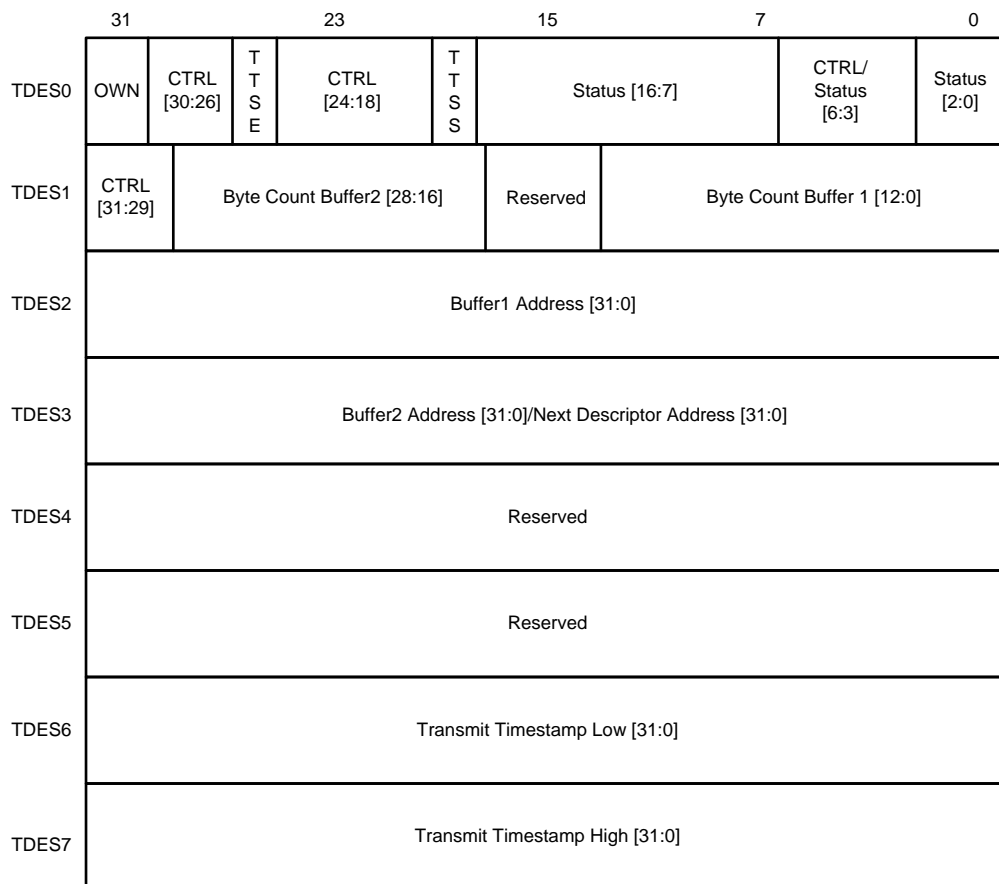 31 23 15 7 0
TDES0 OWN CTRL [30:26] TTSE CTRL [24:18] TTSS Status [16:7] CTRL/ Status [6:3] Status [2:0]
TDES1 CTRL [31:29] Byte Count Buffer2 [28:16] Reserved Byte Count Buffer 1 [12:0]
TDES2 Buffer1 Address [31:0]
TDES3 Buffer2 Address [31:0]/Next Descriptor Address [31:0]
TDES4 Reserved
TDES5 Reserved
TDES6 Transmit Timestamp Low [31:0]
TDES7 Transmit Timestamp High [31:0]